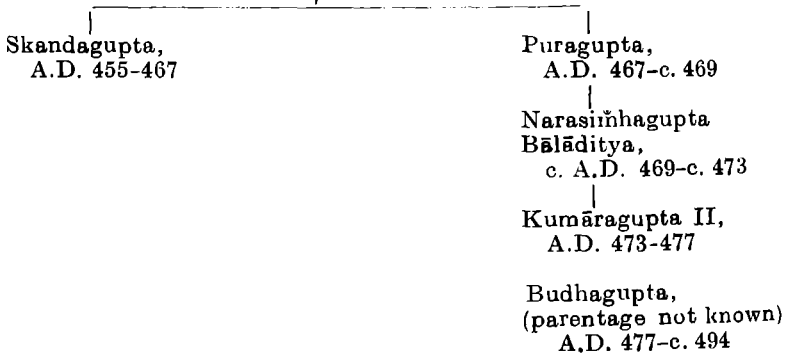 Skandagupta,
A.D. 455-467
Puragupta,
A.D. 467-c. 469
Narasiṁhagupta
Bālāditya,
c. A.D. 469-c. 473
Kumāragupta II,
A.D. 473-477
Budhagupta,
(parentage not known)
A.D. 477-c. 494